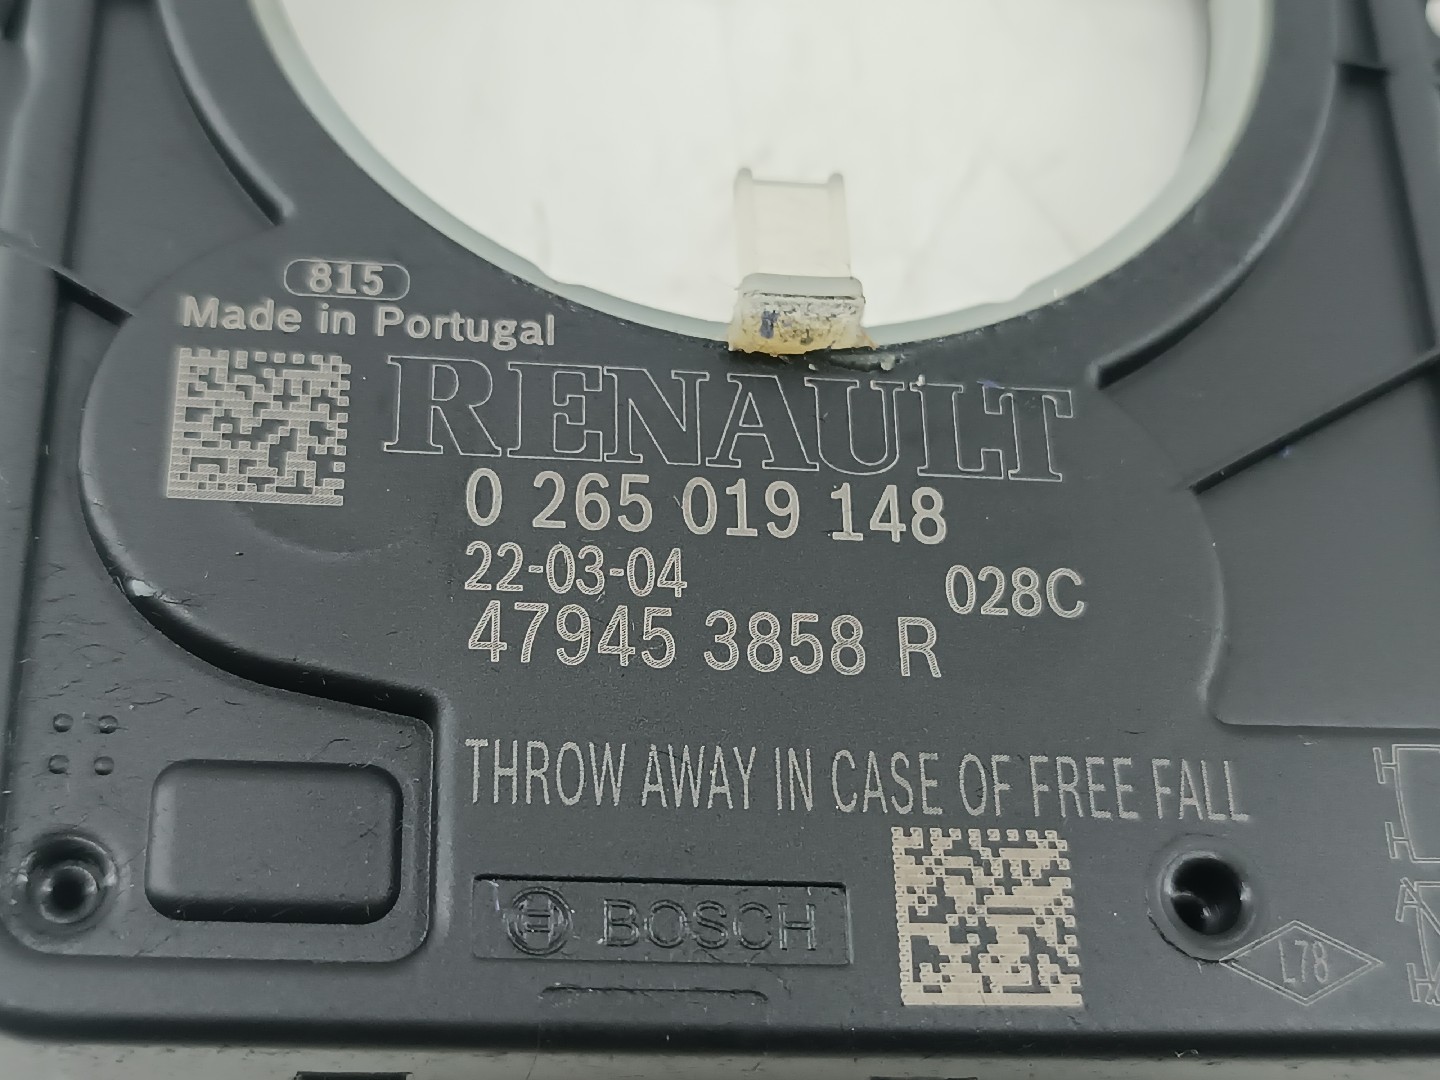 815
Made in Portugal
RENAULT
0 265 019 148
22-03-04
028C
47945 3858 R
THROW AWAY IN CASE OF FREE FALL
BOSCH
L78